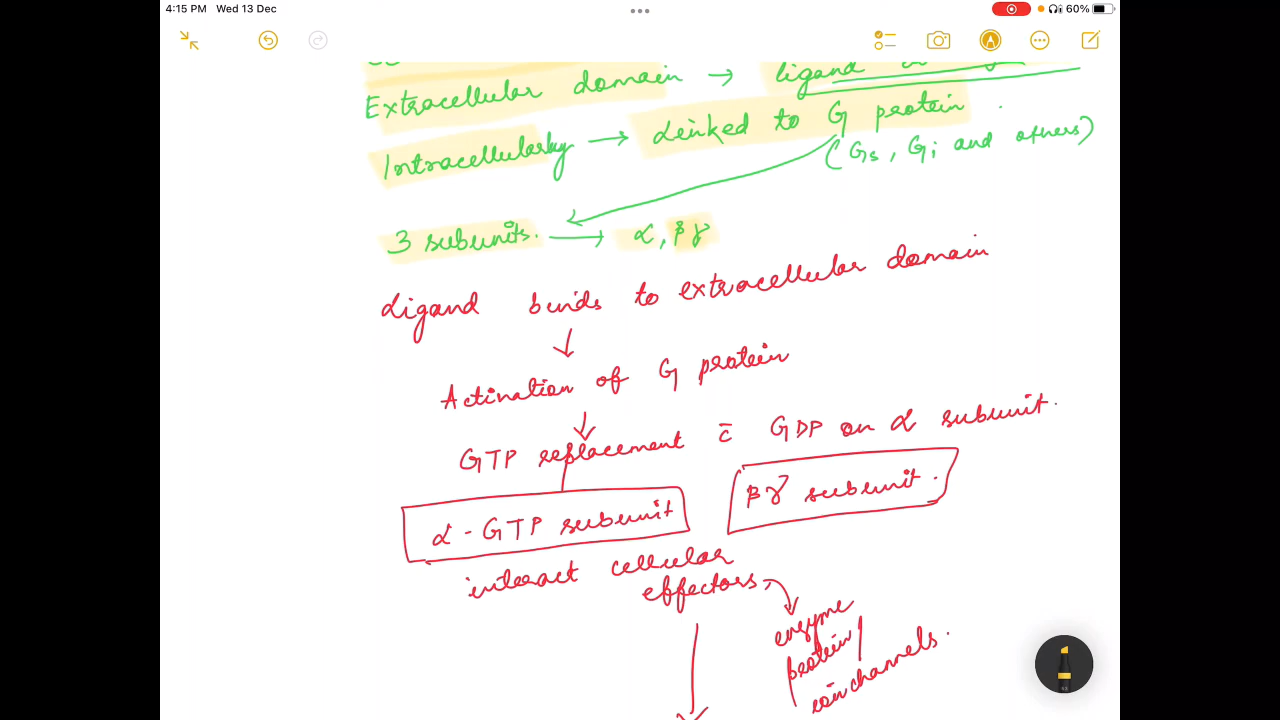 4:15 PM Wed 13 Dec
60%
Extracellular domain → ligand
Intracellularly → Linked to G protein
(Gs, Gi and others)
3 subunits. → α, βγ
Ligand binds to extracellular domain
↓
Activation of G protein
↓
GTP replacement c̄ GDP on α subunit.
α - GTP subunit
βγ subunit.
interact cellular
effectors →
enzyme
protein
ion channels.
↓